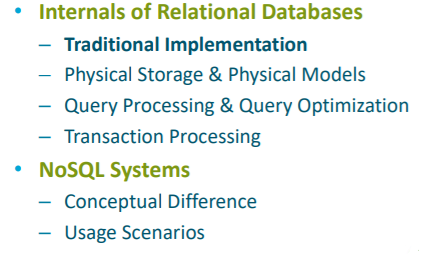 • Internals of Relational Databases
– Traditional Implementation
– Physical Storage & Physical Models
– Query Processing & Query Optimization
– Transaction Processing
• NoSQL Systems
– Conceptual Difference
– Usage Scenarios